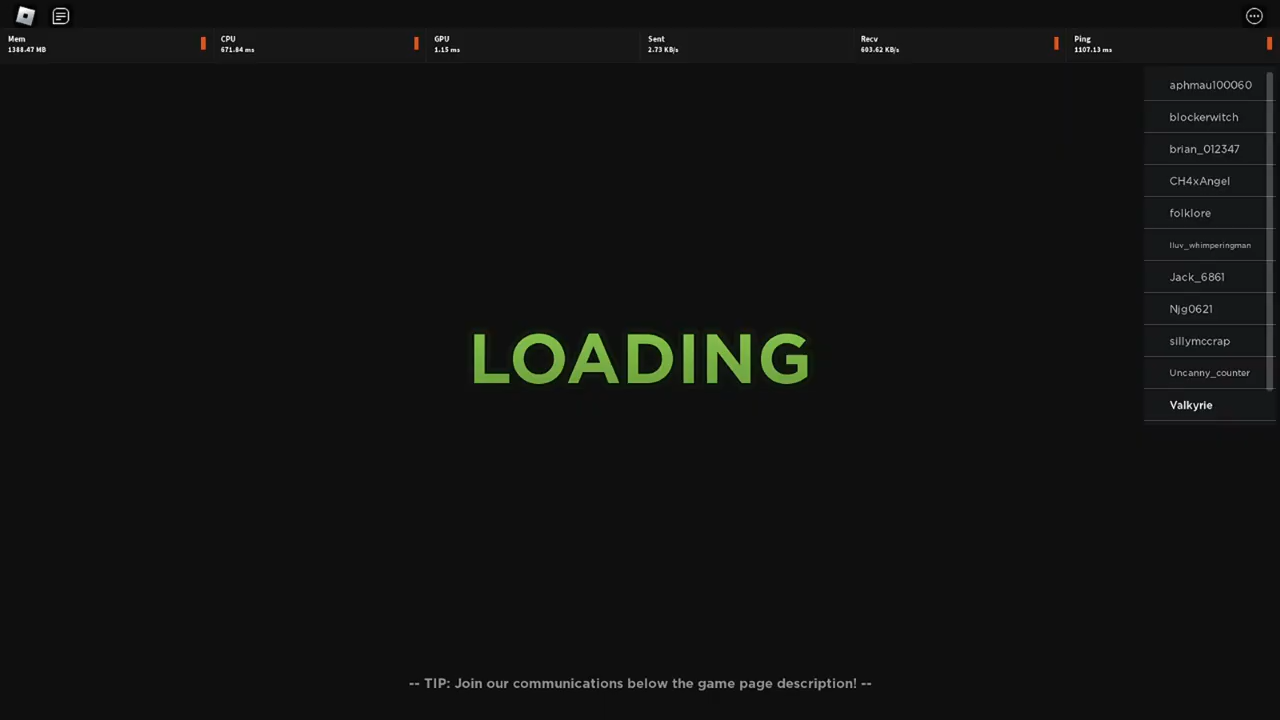 Mem
1388.47 MB
CPU
671.84 ms
GPU
1.15 ms
Sent
2.73 KB/s
Recv
603.62 KB/s
Ping
1107.13 ms
aphmau100060
blockerwitch
brian_012347
CH4xAngel
folklore
Iluv_whimperingman
Jack_6861
Njg0621
sillymccrap
Uncanny_counter
Valkyrie
LOADING
-- TIP: Join our communications below the game page description! --